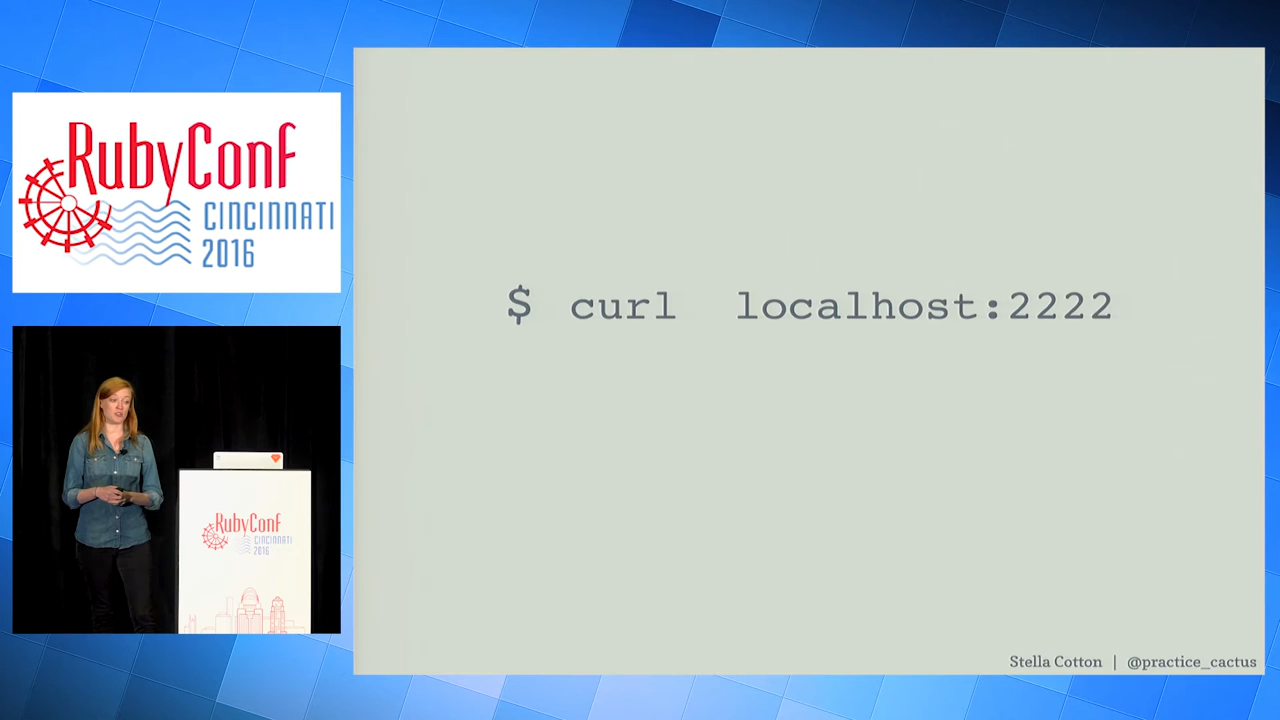 RubyConf
CINCINNATI
2016
$ curl  localhost:2222
RubyConf
CINCINNATI
2016
Stella Cotton | @practice_cactus